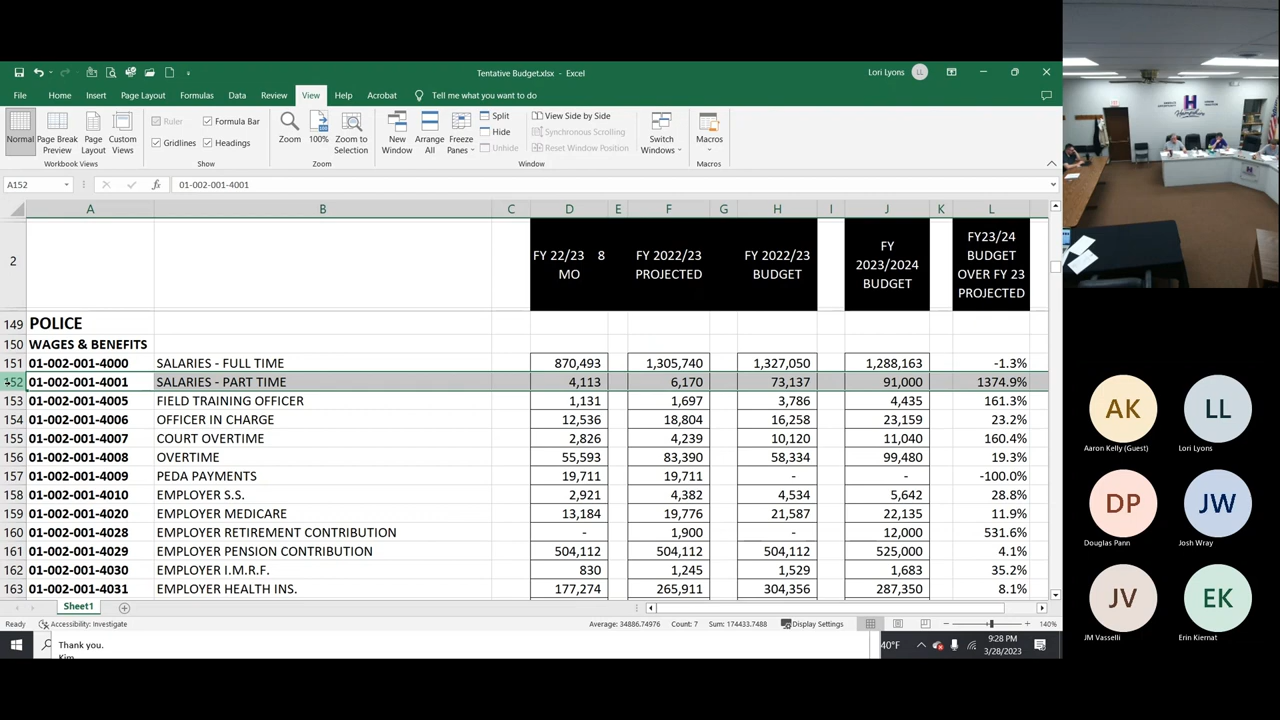 Tentative Budget.xlsx - Excel
Lori Lyons LL
File Home Insert Page Layout Formulas Data Review View Help Acrobat Tell me what you want to do
Normal
Page Break Preview
Page Layout
Custom Views
Workbook Views
Ruler
Formula Bar
Gridlines
Headings
Show
Zoom
100%
Zoom to Selection
Zoom
New Window
Arrange All
Freeze Panes
Split
Hide
Unhide
View Side by Side
Synchronous Scrolling
Reset Window Position
Window
Switch Windows
Macros
Macros
A152 fx 01-002-001-4001
A B C D E F G H I J K L
2 FY 22/23 8 MO FY 2022/23 PROJECTED FY 2022/23 BUDGET FY 2023/2024 BUDGET FY23/24 BUDGET OVER FY 23 PROJECTED
149 POLICE
150 WAGES & BENEFITS
151 01-002-001-4000 SALARIES - FULL TIME 870,493 1,305,740 1,327,050 1,288,163 -1.3%
152 01-002-001-4001 SALARIES - PART TIME 4,113 6,170 73,137 91,000 1374.9%
153 01-002-001-4005 FIELD TRAINING OFFICER 1,131 1,697 3,786 4,435 161.3%
154 01-002-001-4006 OFFICER IN CHARGE 12,536 18,804 16,258 23,159 23.2%
155 01-002-001-4007 COURT OVERTIME 2,826 4,239 10,120 11,040 160.4%
156 01-002-001-4008 OVERTIME 55,593 83,390 58,334 99,480 19.3%
157 01-002-001-4009 PEDA PAYMENTS 19,711 19,711 - - -100.0%
158 01-002-001-4010 EMPLOYER S.S. 2,921 4,382 4,534 5,642 28.8%
159 01-002-001-4020 EMPLOYER MEDICARE 13,184 19,776 21,587 22,135 11.9%
160 01-002-001-4028 EMPLOYER RETIREMENT CONTRIBUTION - 1,900 - 12,000 531.6%
161 01-002-001-4029 EMPLOYER PENSION CONTRIBUTION 504,112 504,112 504,112 525,000 4.1%
162 01-002-001-4030 EMPLOYER I.M.R.F. 830 1,245 1,529 1,683 35.2%
163 01-002-001-4031 EMPLOYER HEALTH INS. 177,274 265,911 304,356 287,350 8.1%
Sheet1
Ready Accessibility: Investigate Average: 34886.74976 Count: 7 Sum: 174433.7488 Display Settings 140%
Thank you.
Kim
40°F
9:28 PM
3/28/2023
H
AK
Aaron Kelly (Guest)
LL
Lori Lyons
DP
Douglas Pann
JW
Josh Wray
JV
JM Vasselli
EK
Erin Kiernat